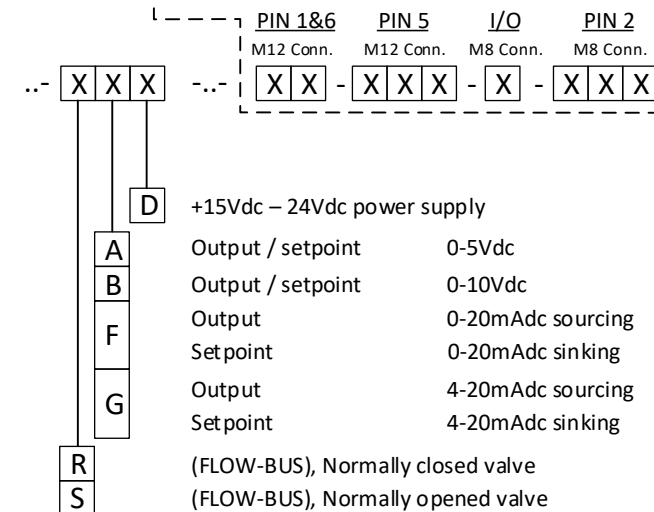 PIN 1&6 PIN 5 I/O PIN 2
M12 Conn. M12 Conn. M8 Conn. M8 Conn.
..- X X X -..- X X - X X X - X - X X X
D +15Vdc – 24Vdc power supply
A Output / setpoint 0-5Vdc
B Output / setpoint 0-10Vdc
F Output 0-20mAdc sourcing
Setpoint 0-20mAdc sinking
G Output 4-20mAdc sourcing
Setpoint 4-20mAdc sinking
R (FLOW-BUS), Normally closed valve
S (FLOW-BUS), Normally opened valve